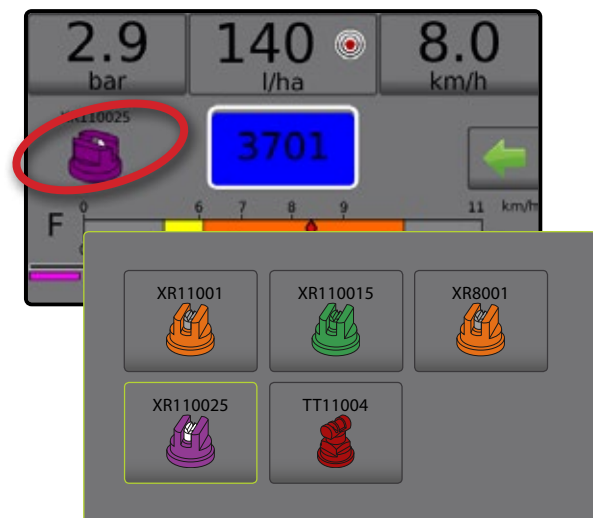 2.9 140 8.0
bar l/ha km/h
XR110025
3701
0 6 7 8 9 11 km/h
F
XR11001 XR110015 XR8001
XR110025 TT11004